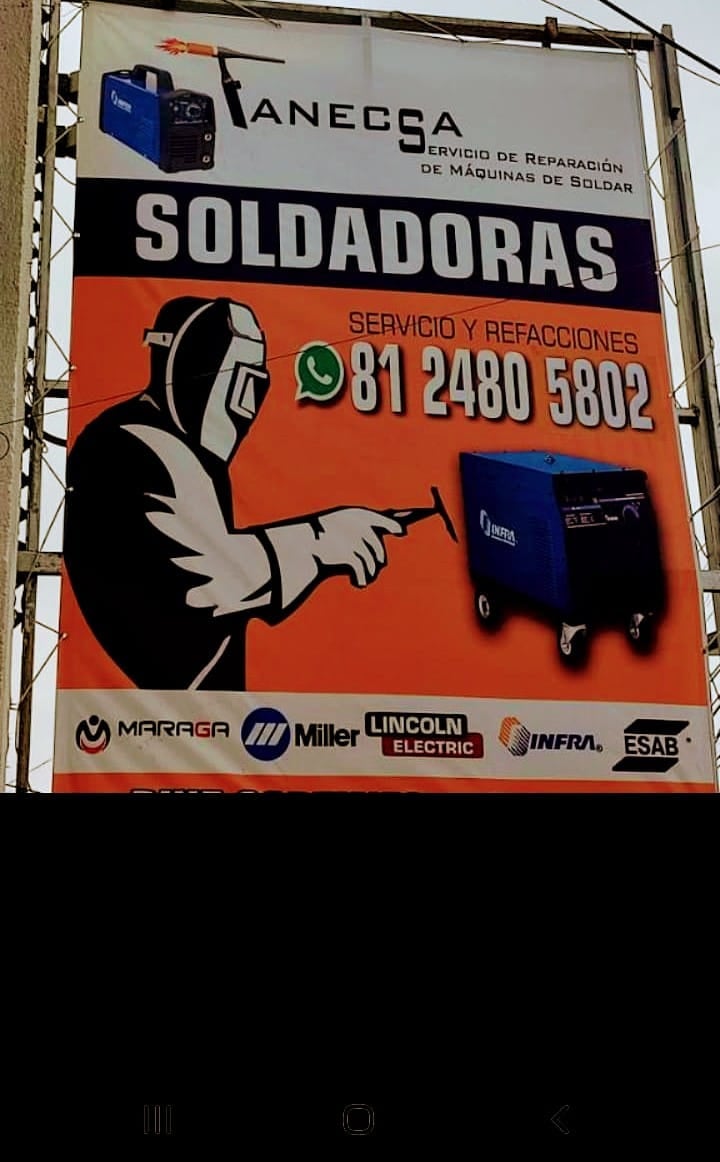 TANECSA
SERVICIO DE REPARACIÓN
DE MÁQUINAS DE SOLDAR
SOLDADORAS
SERVICIO Y REFACCIONES
81 2480 5802
INFRA
MARAGA Miller LINCOLN ELECTRIC INFRA® ESAB